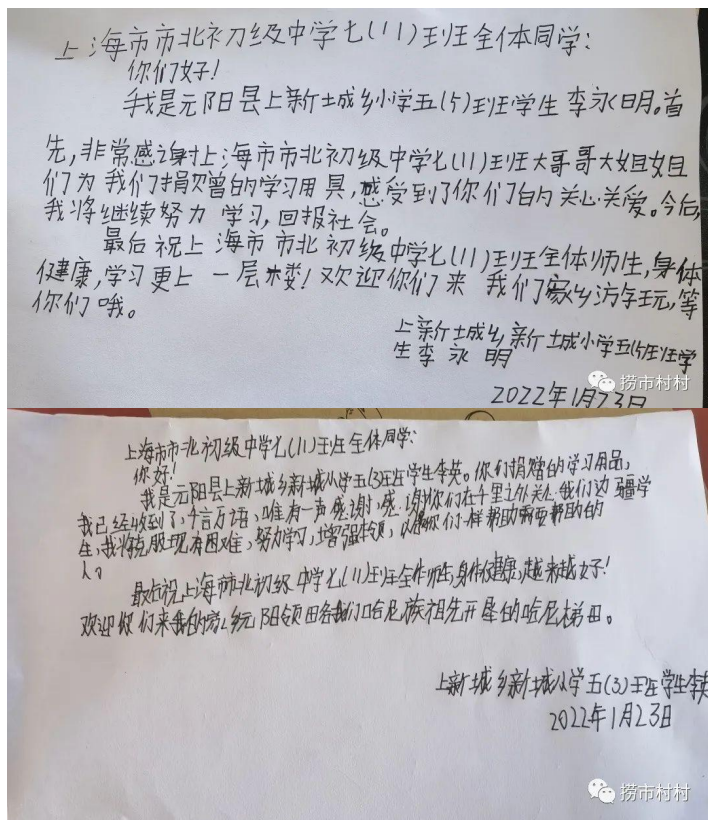 上海市市北初级中学七(11)班全体同学:
你们好!
我是元阳县上新城乡小学五(5)班学生李永明。首
先,非常感谢上海市市北初级中学七(11)班大哥哥大姐姐
们为我们捐赠的学习用具,感受到了你们的关心关爱。今后,
我将继续努力学习,回报社会。
最后祝上海市市北初级中学七(11)班全体师生,身体
健康,学习更上一层楼!欢迎你们来我们家乡访存玩,等
你们哦。
上新城乡新城小学五(5)班学
生李永明
2022年1月23日
捞市村村
上海市市北初级中学七(11)班全体同学:
你好!
我是元阳县上新城乡新城小学五(3)班学生李英。你们捐赠的学习用品,
我已经收到了,千言万语,唯有一声感谢,感谢你们在千里之外关心我们边疆学
生,我将克服现有困难,努力学习,增强本领,以像你们一样帮助需要帮助的
人。
最后祝上海市北初级中学七(11)班全体师生,身体健康,越来越好!
欢迎你们来我的家乡元阳领略我们哈尼族祖先开垦的哈尼梯田。
上新城乡新城小学五(3)班学生李英
2022年1月23日
捞市村村